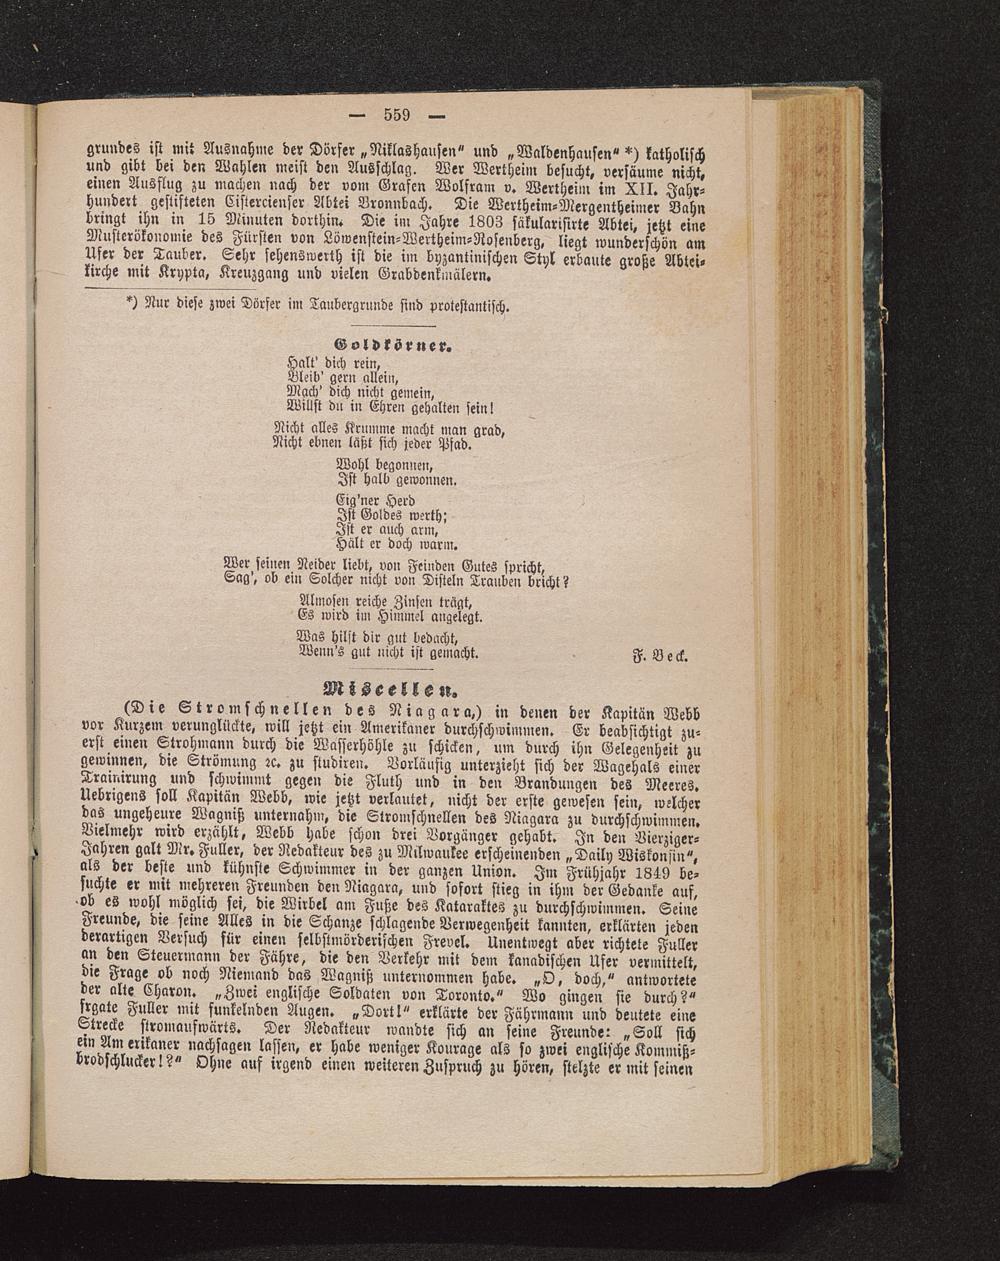 — 559 —
grundes ist mit Ausnahme der Dörfer „Niklashausen“ und „Waldenhausen“ *) katholisch
und gibt bei den Wahlen meist den Ausschlag. Wer Wertheim besucht, versäume nicht,
einen Ausflug zu machen nach der vom Grafen Wolfram v. Wertheim im XII. Jahr-
hundert gestifteten Cistercienser Abtei Bronnbach. Die Wertheim-Mergentheimer Bahn
bringt ihn in 15 Minuten dorthin. Die im Jahre 1803 säkularisirte Abtei, jetzt eine
Musterökonomie des Fürsten von Löwenstein-Wertheim-Rosenberg, liegt wunderschön am
Ufer der Tauber. Sehr sehenswerth ist die im byzantinischen Styl erbaute große Abtei-
kirche mit Krypta, Kreuzgang und vielen Grabdenkmälern.
*) Nur diese zwei Dörfer im Taubergrunde sind protestantisch.
Goldkörner.
Halt' dich rein,
Bleib' gern allein,
Mach' dich nicht gemein,
Willst du in Ehren gehalten sein!
Nicht alles Krumme macht man grad,
Nicht ebnen läßt sich jeder Pfad.
Wohl begonnen,
Ist halb gewonnen.
Eig'ner Herd
Ist Goldes werth;
Ist er auch arm,
Hält er doch warm.
Wer seinen Neider liebt, von Feinden Gutes spricht,
Sag', ob ein Solcher nicht von Disteln Trauben bricht?
Almosen reiche Zinsen trägt,
Es wird im Himmel angelegt.
Was hilft dir gut bedacht,
Wenn's gut nicht ist gemacht.
F. Beck.
Miscellen.
(Die Stromschnellen des Niagara,) in denen der Kapitän Webb
vor Kurzem verunglückte, will jetzt ein Amerikaner durchschwimmen. Er beabsichtigt zu-
erst einen Strohmann durch die Wasserhöhle zu schicken, um durch ihn Gelegenheit zu
gewinnen, die Strömung ꝛc. zu studiren. Vorläufig unterzieht sich der Wagehals einer
Trainirung und schwimmt gegen die Fluth und in den Brandungen des Meeres.
Uebrigens soll Kapitän Webb, wie jetzt verlautet, nicht der erste gewesen sein, welcher
das ungeheure Wagniß unternahm, die Stromschnellen des Niagara zu durchschwimmen.
Vielmehr wird erzählt, Webb habe schon drei Vorgänger gehabt. In den Vierziger-
Jahren galt Mr. Fuller, der Redakteur des zu Milwaukee erscheinenden „Daily Wiskonsin“,
als der beste und kühnste Schwimmer in der ganzen Union. Im Frühjahr 1849 be-
suchte er mit mehreren Freunden den Niagara, und sofort stieg in ihm der Gedanke auf,
ob es wohl möglich sei, die Wirbel am Fuße des Kataraktes zu durchschwimmen. Seine
Freunde, die seine Alles in die Schanze schlagende Verwegenheit kannten, erklärten jeden
derartigen Versuch für einen selbstmörderischen Frevel. Unentwegt aber richtete Fuller
an den Steuermann der Fähre, die den Verkehr mit dem kanadischen Ufer vermittelt,
die Frage ob noch Niemand das Wagniß unternommen habe. „O, doch,“ antwortete
der alte Charon. „Zwei englische Soldaten von Toronto.“ Wo gingen sie durch?“
frgate Fuller mit funkelnden Augen. „Dort!“ erklärte der Fährmann und deutete eine
Strecke stromaufwärts. Der Redakteur wandte sich an seine Freunde: „Soll sich
ein Am erikaner nachsagen lassen, er habe weniger Kourage als so zwei englische Kommiß-
brodschlucker!?“ Ohne auf irgend einen weiteren Zuspruch zu hören, stelzte er mit seinen